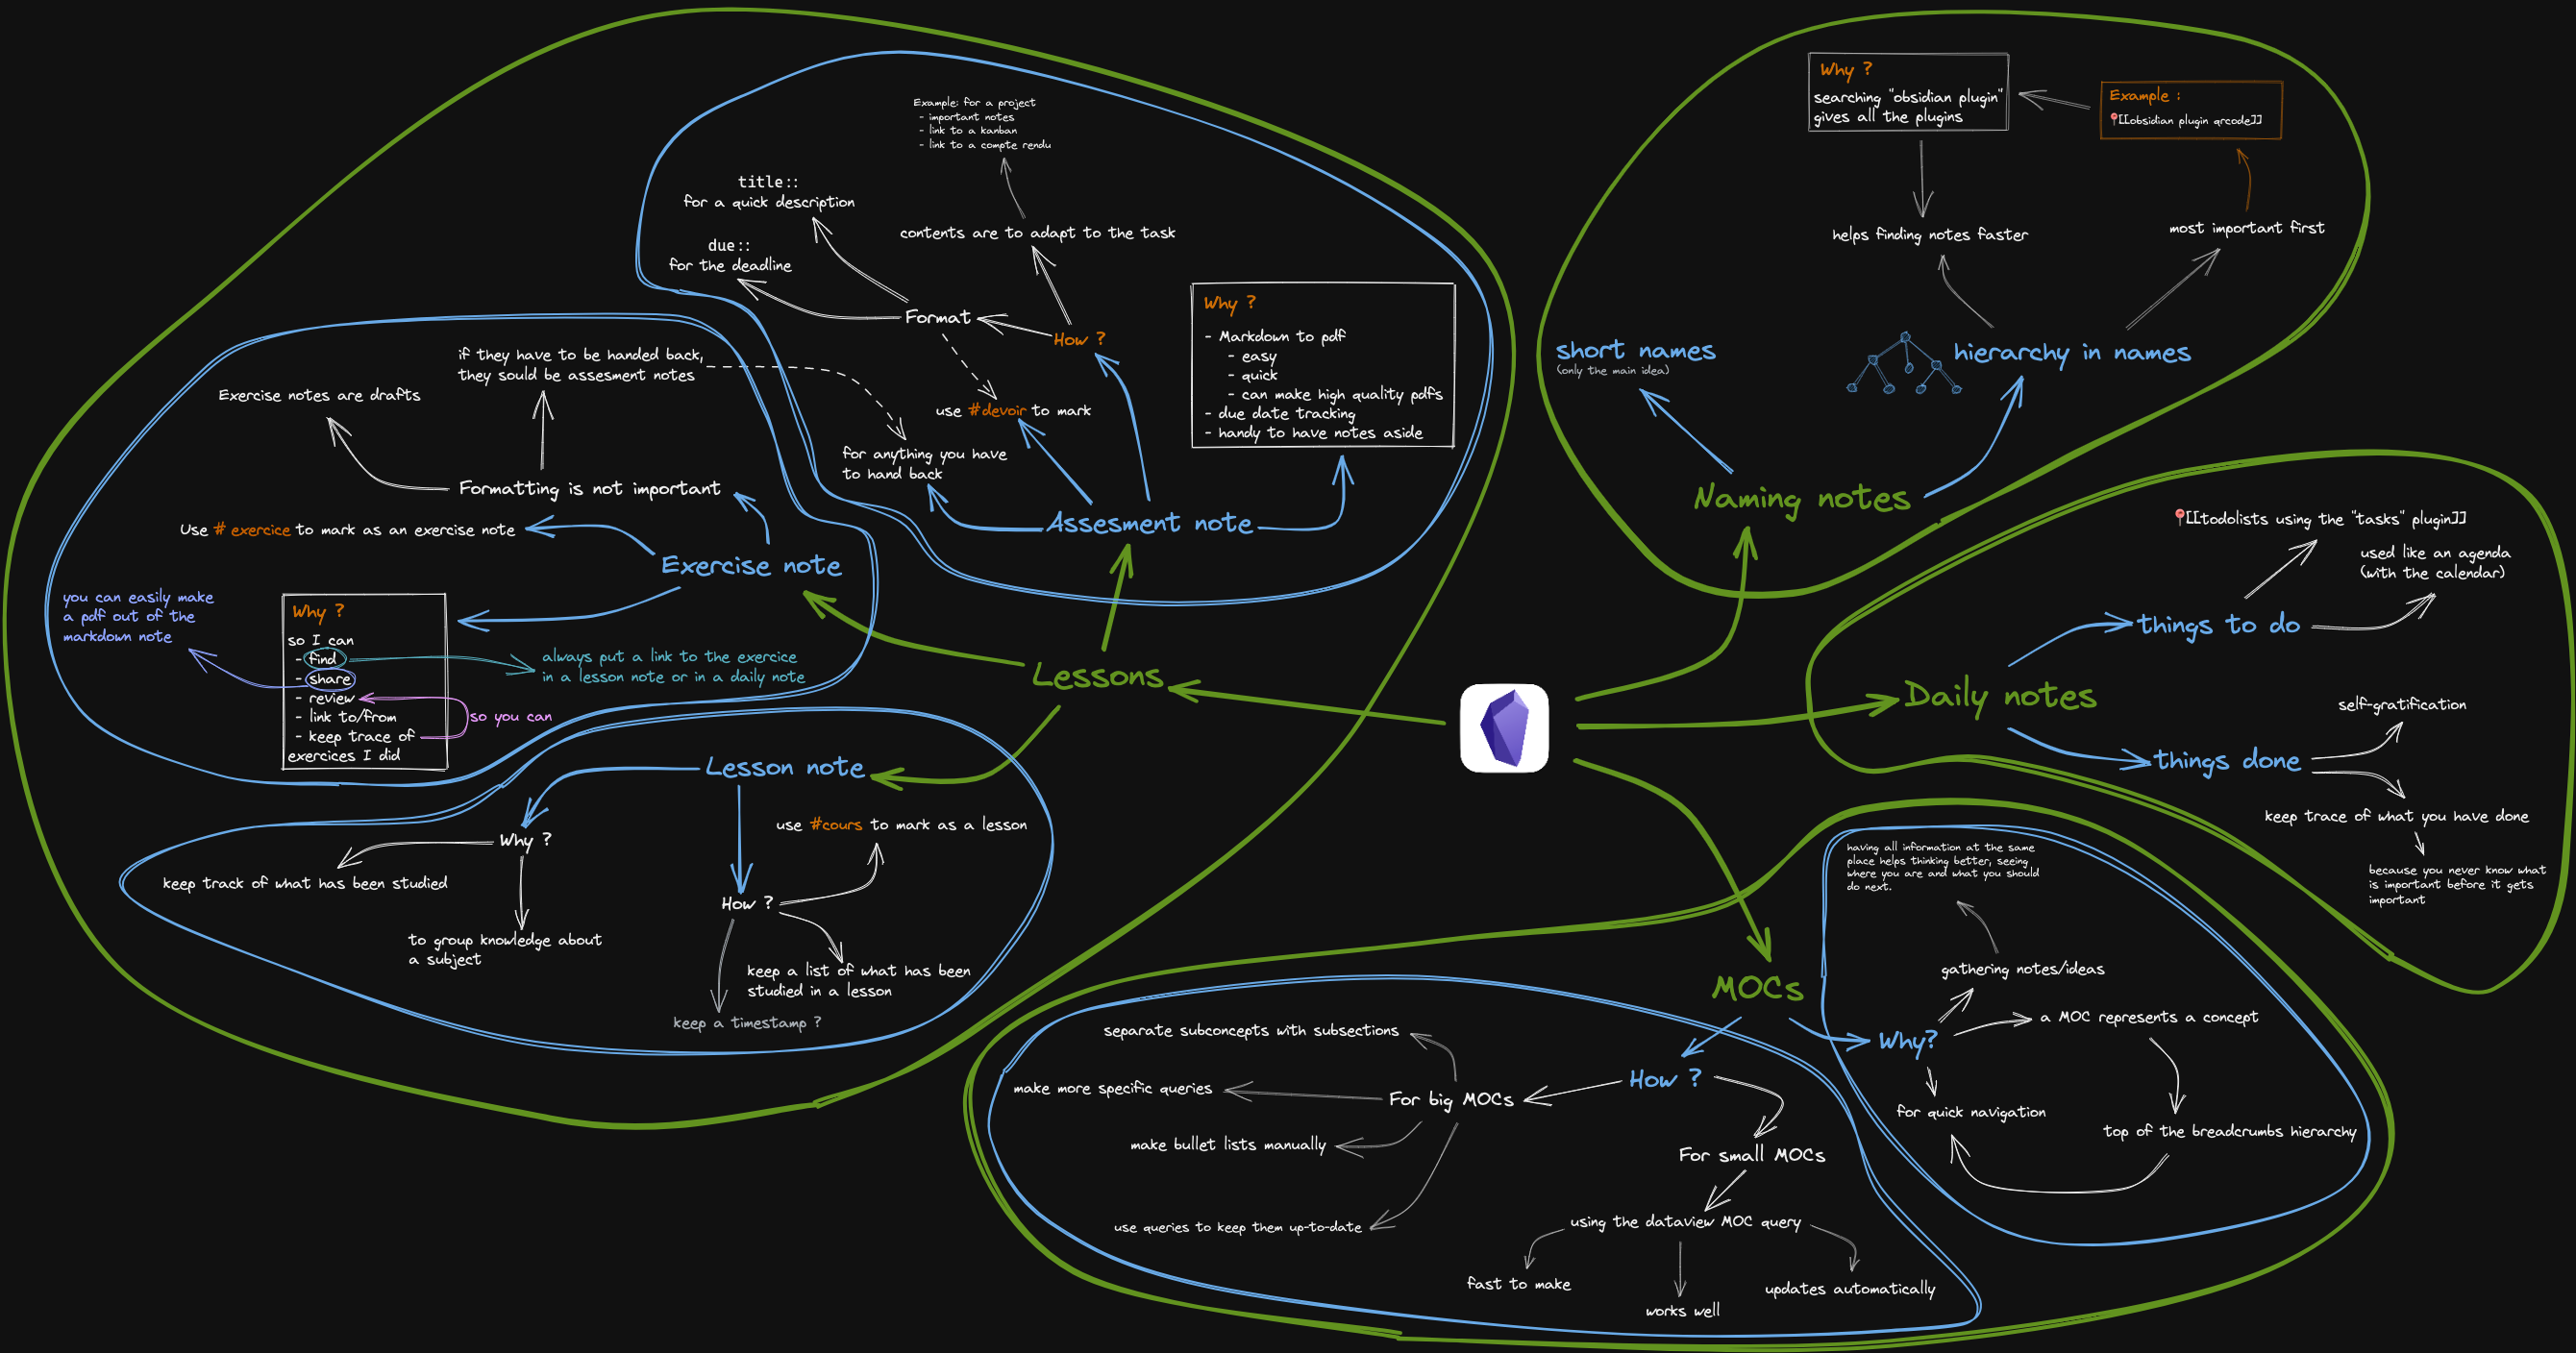 Example: for a project
- important notes
- link to a kanban
- link to a compte rendu
title::
for a quick description
due::
for the deadline
contents are to adapt to the task
Format
How ?
Why ?
- Markdown to pdf
- easy
- quick
- can make high quality pdfs
- due date tracking
- handy to have notes aside
use #devoir to mark
for anything you have
to hand back
Assesment note
if they have to be handed back,
they sould be assesment notes
Exercise notes are drafts
Formatting is not important
Use # exercice to mark as an exercise note
Exercise note
you can easily make
a pdf out of the
markdown note
Why ?
so I can
- find
- share
- review
- link to/from
- keep trace of
exercices I did
always put a link to the exercice
in a lesson note or in a daily note
so you can
Lessons
Lesson note
Why ?
keep track of what has been studied
to group knowledge about
a subject
use #cours to mark as a lesson
How ?
keep a list of what has been
studied in a lesson
keep a timestamp ?
Why ?
searching "obsidian plugin"
gives all the plugins
Example :
📍[[obsidian plugin qrcode]]
helps finding notes faster
most important first
short names
(only the main idea)
hierarchy in names
Naming notes
📍[[todolists using the "tasks" plugin]]
used like an agenda
(with the calendar)
things to do
Daily notes
self-gratification
things done
keep trace of what you have done
because you never know what
is important before it gets
important
having all information at the same
place helps thinking better, seeing
where you are and what you should
do next.
gathering notes/ideas
MOCs
a MOC represents a concept
Why?
for quick navigation
top of the breadcrumbs hierarchy
separate subconcepts with subsections
How ?
make more specific queries
For big MOCs
make bullet lists manually
For small MOCs
use queries to keep them up-to-date
using the dataview MOC query
fast to make
works well
updates automatically